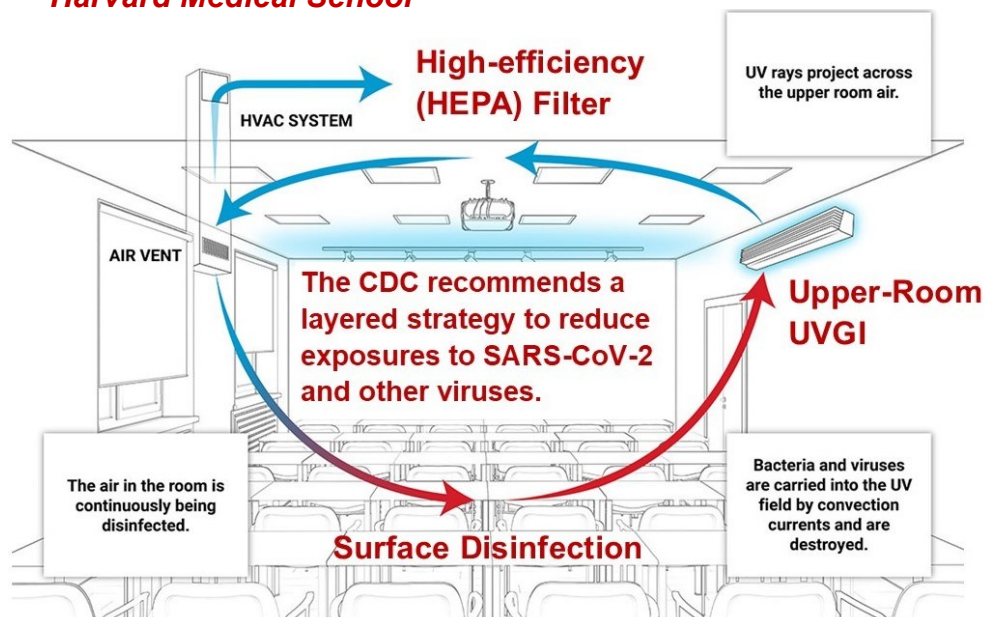 Harvard Medical School
High-efficiency
(HEPA) Filter
UV rays project across
the upper room air.
HVAC SYSTEM
AIR VENT
The CDC recommends a
layered strategy to reduce
exposures to SARS-CoV-2
and other viruses.
Upper-Room
UVGI
The air in the room is
continuously being
disinfected.
Bacteria and viruses
are carried into the UV
field by convection
currents and are
destroyed.
Surface Disinfection